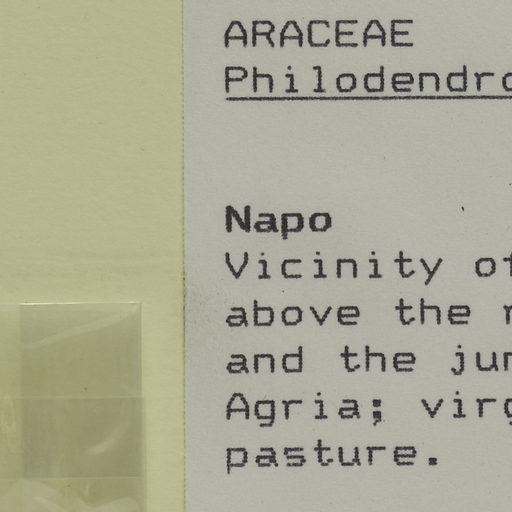 ARACEAE
Philodendro
Napo
Vicinity of
above the
and the jun
Agria; virg
pasture.